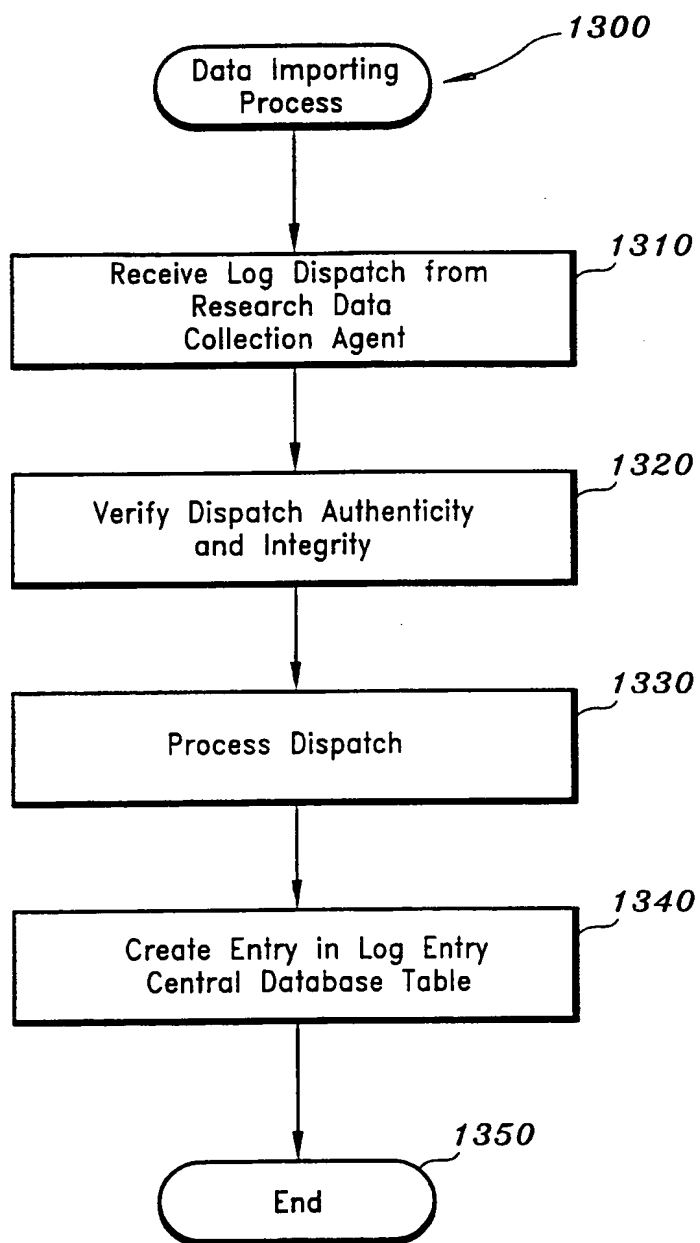 1300
Data Importing
Process
1310
Receive Log Dispatch from
Research Data
Collection Agent
1320
Verify Dispatch Authenticity
and Integrity
1330
Process Dispatch
1340
Create Entry in Log Entry
Central Database Table
1350
End